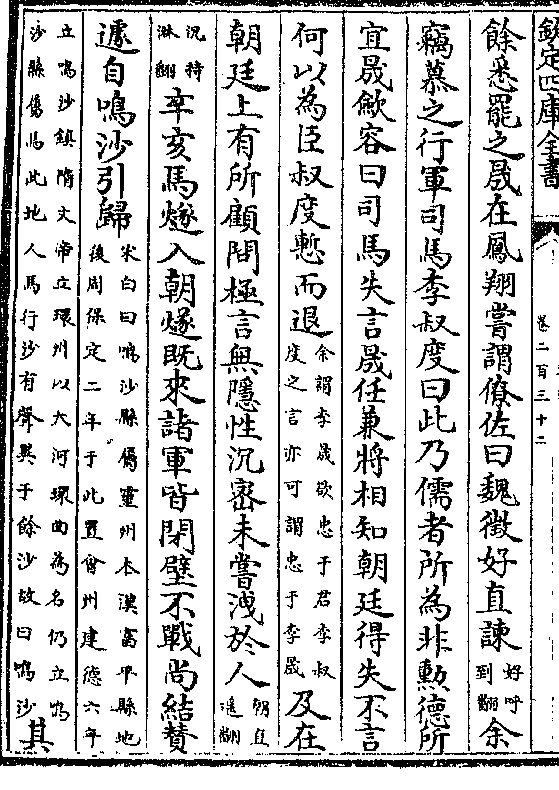 欽定四庫全書
卷二百三十二
餘悉罷之晟在鳳翔嘗謂僚佐曰魏徵好直諫好呼到翻余
竊慕之行軍司馬李叔度曰此乃儒者所為非勲德所
宜晟歛容曰司馬失言晟任兼將相知朝廷得失不言
何以為臣叔度慙而退余謂李晟欲忠于君李叔度之言亦可謂忠于李晟及在
朝廷上有所顧問極言無隱性沉密未嘗洩於人朝直遙翻
沉持淋翻辛亥馬燧入朝燧既來諸軍皆閉壁不戰尚結贊
遽自鳴沙引歸宋白曰鳴沙縣屬靈州本漢富平縣地後周保定二年于此置會州建德六年
立鳴沙鎮隋文帝立環州以大河環曲為名仍立鳴沙縣屬焉此地人馬行沙有聲異于餘沙故曰鳴沙其